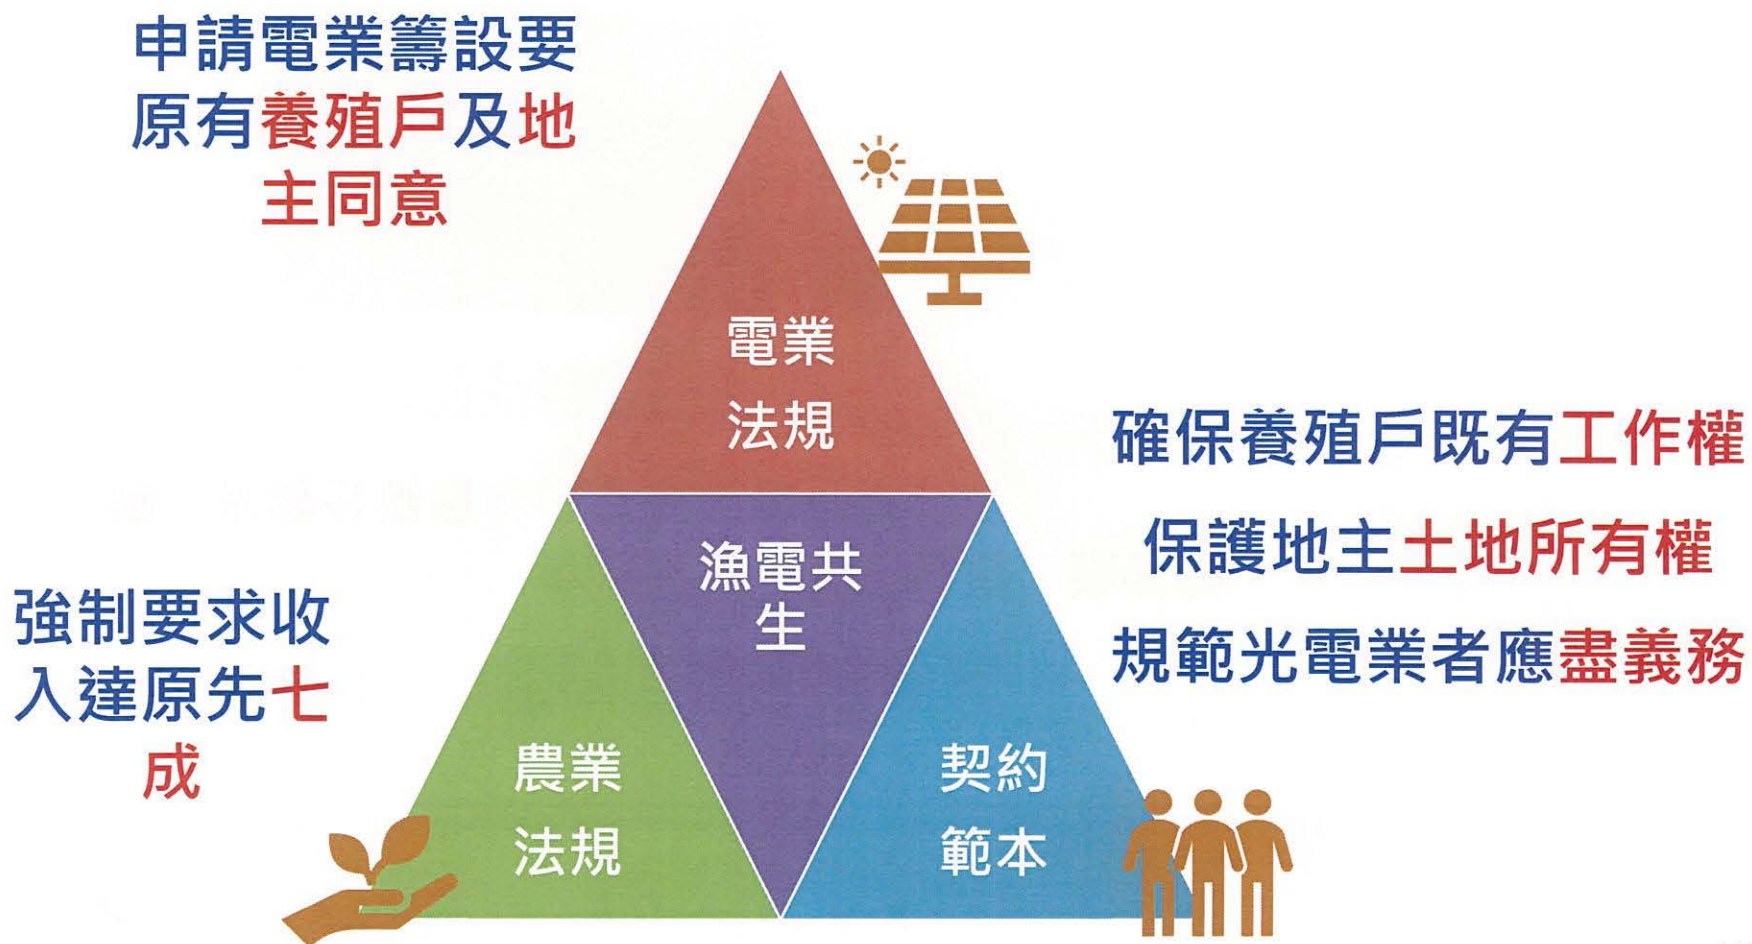 申請電業籌設要
原有養殖戶及地
主同意
電業
法規
確保養殖戶既有工作權
保護地主土地所有權
規範光電業者應盡義務
漁電共
生
強制要求收
入達原先七
成
農業
法規
契約
範本